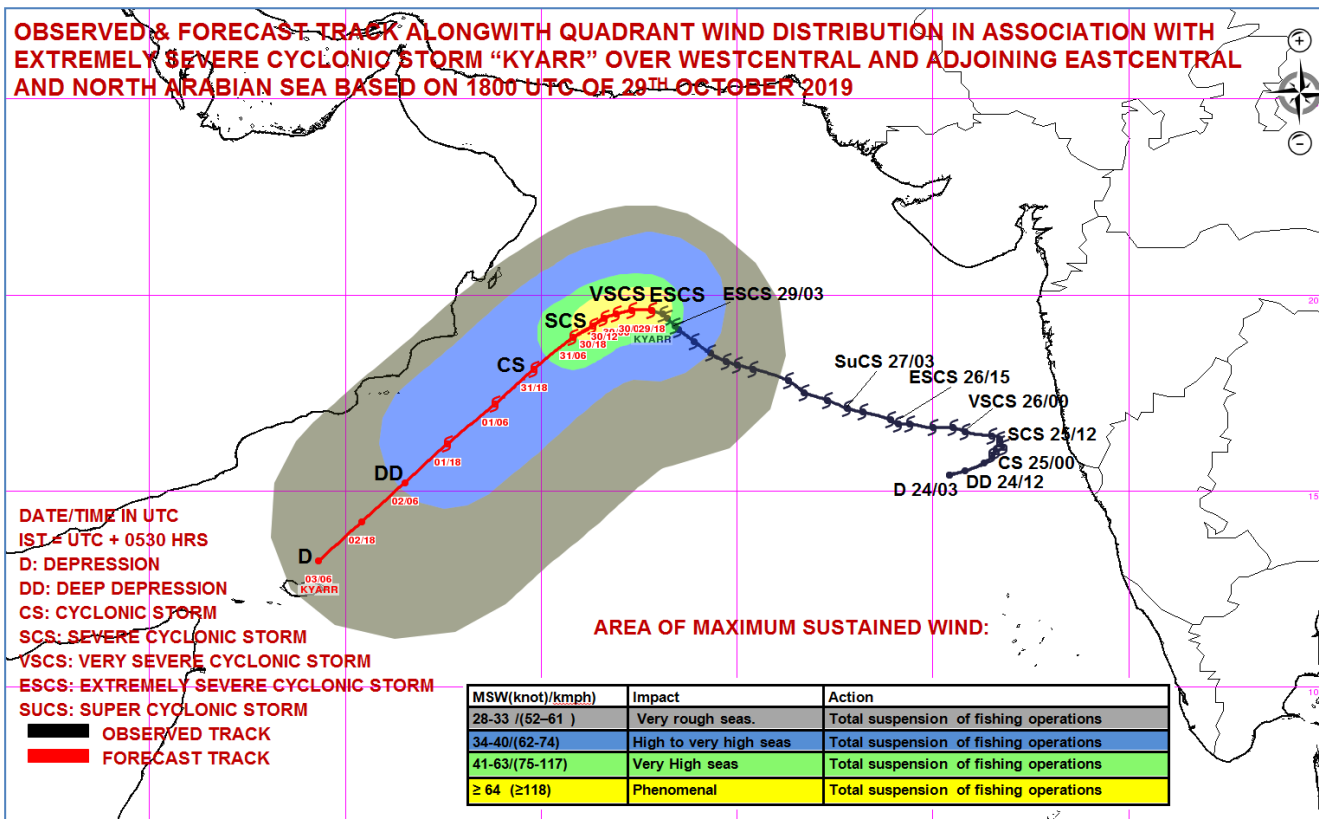 OBSERVED & FORECAST TRACK ALONGWITH QUADRANT WIND DISTRIBUTION IN ASSOCIATION WITH
EXTREMELY SEVERE CYCLONIC STORM “KYARR” OVER WESTCENTRAL AND ADJOINING EASTCENTRAL
AND NORTH ARABIAN SEA BASED ON 1800 UTC OF 29TH OCTOBER 2019
+
−
20
VSCS ESCS
ESCS 29/03
SCS
30/12
29/18
KYARR
30/18
31/06
CS
31/18
SuCS 27/03
ESCS 26/15
VSCS 26/00
SCS 25/12
CS 25/00
DD 24/12
D 24/03
01/06
01/18
DD
02/06
15
02/18
D
03/06
KYARR
DATE/TIME IN UTC
IST = UTC + 0530 HRS
D: DEPRESSION
DD: DEEP DEPRESSION
CS: CYCLONIC STORM
SCS: SEVERE CYCLONIC STORM
VSCS: VERY SEVERE CYCLONIC STORM
ESCS: EXTREMELY SEVERE CYCLONIC STORM
SUCS: SUPER CYCLONIC STORM
OBSERVED TRACK
FORECAST TRACK
AREA OF MAXIMUM SUSTAINED WIND:
10
MSW(knot)/kmph) Impact Action
28-33 /(52–61 ) Very rough seas. Total suspension of fishing operations
34-40/(62-74) High to very high seas Total suspension of fishing operations
41-63/(75-117) Very High seas Total suspension of fishing operations
≥ 64 (≥118) Phenomenal Total suspension of fishing operations